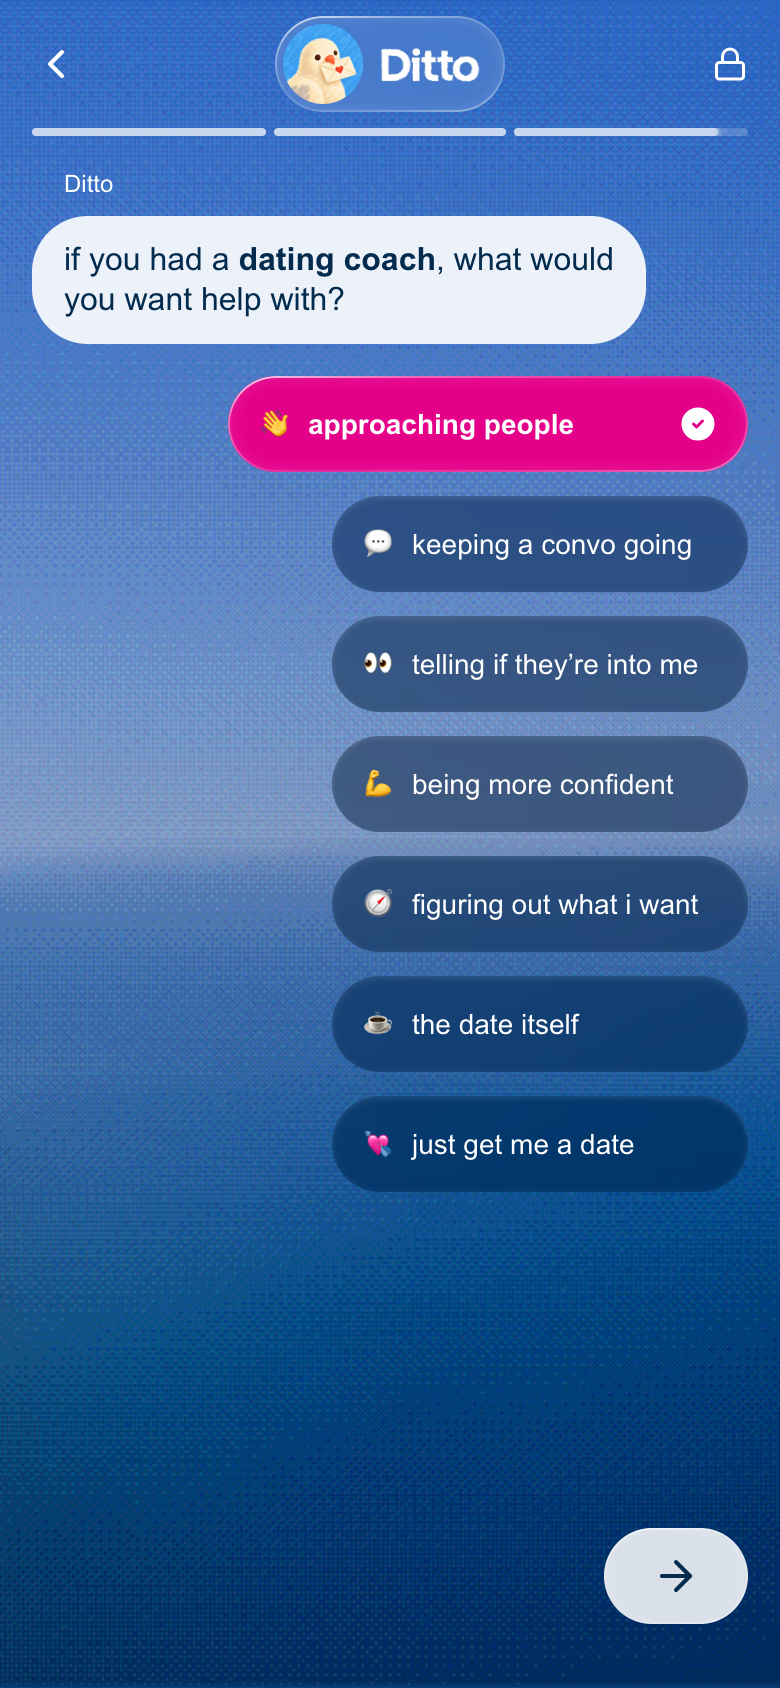 Ditto
Ditto
if you had a dating coach, what would
you want help with?
👋 approaching people
💬 keeping a convo going
👀 telling if they’re into me
💪 being more confident
🧭 figuring out what i want
☕ the date itself
💘 just get me a date